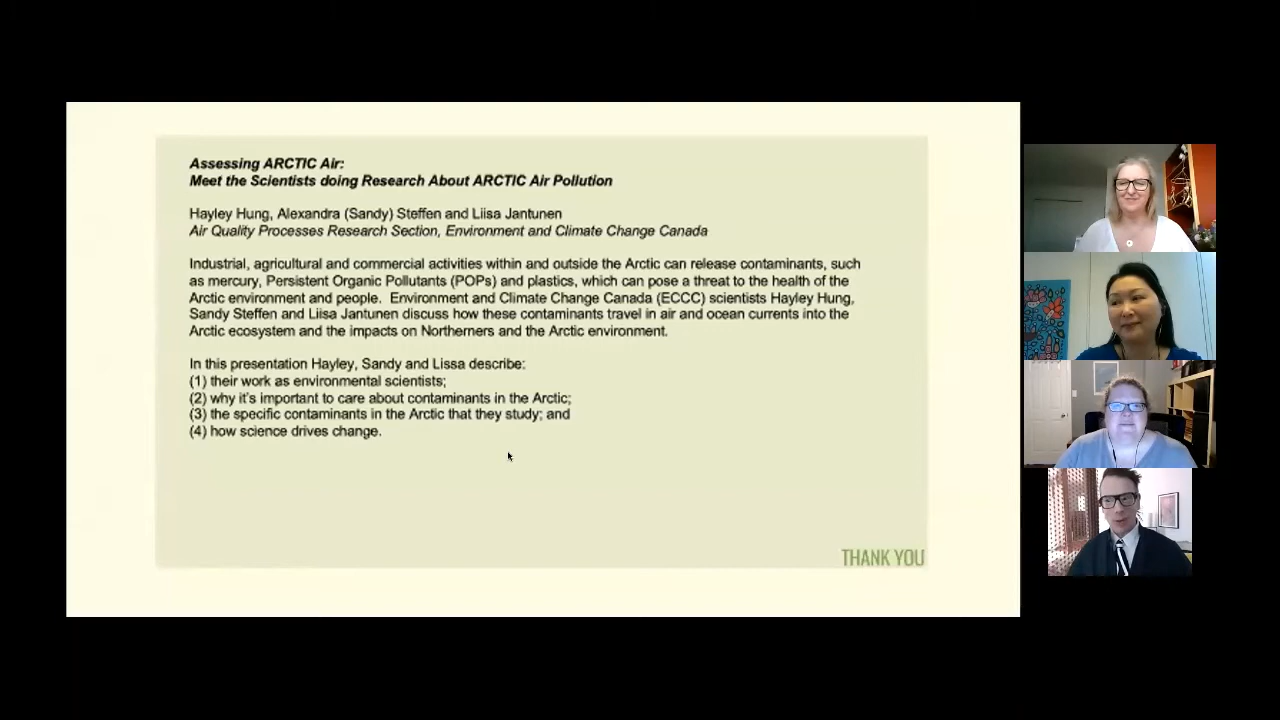 Assessing ARCTIC Air:
Meet the Scientists doing Research About ARCTIC Air Pollution
Hayley Hung, Alexandra (Sandy) Steffen and Liisa Jantunen
Air Quality Processes Research Section, Environment and Climate Change Canada
Industrial, agricultural and commercial activities within and outside the Arctic can release contaminants, such
as mercury, Persistent Organic Pollutants (POPs) and plastics, which can pose a threat to the health of the
Arctic environment and people. Environment and Climate Change Canada (ECCC) scientists Hayley Hung,
Sandy Steffen and Liisa Jantunen discuss how these contaminants travel in air and ocean currents into the
Arctic ecosystem and the impacts on Northerners and the Arctic environment.
In this presentation Hayley, Sandy and Lissa describe:
(1) their work as environmental scientists;
(2) why it's important to care about contaminants in the Arctic;
(3) the specific contaminants in the Arctic that they study; and
(4) how science drives change.
THANK YOU